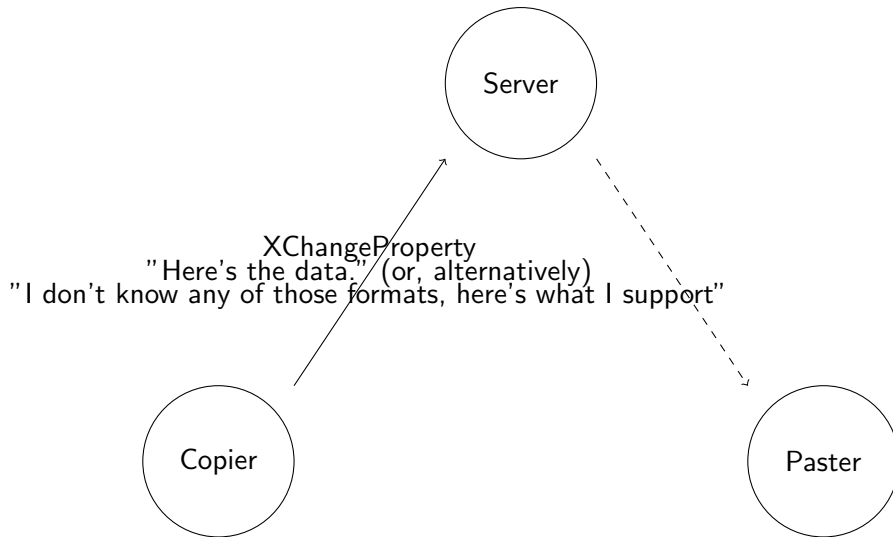 Server
XChangeProperty
”Here’s the data.” (or, alternatively)
”I don’t know any of those formats, here’s what I support”
Copier
Paster